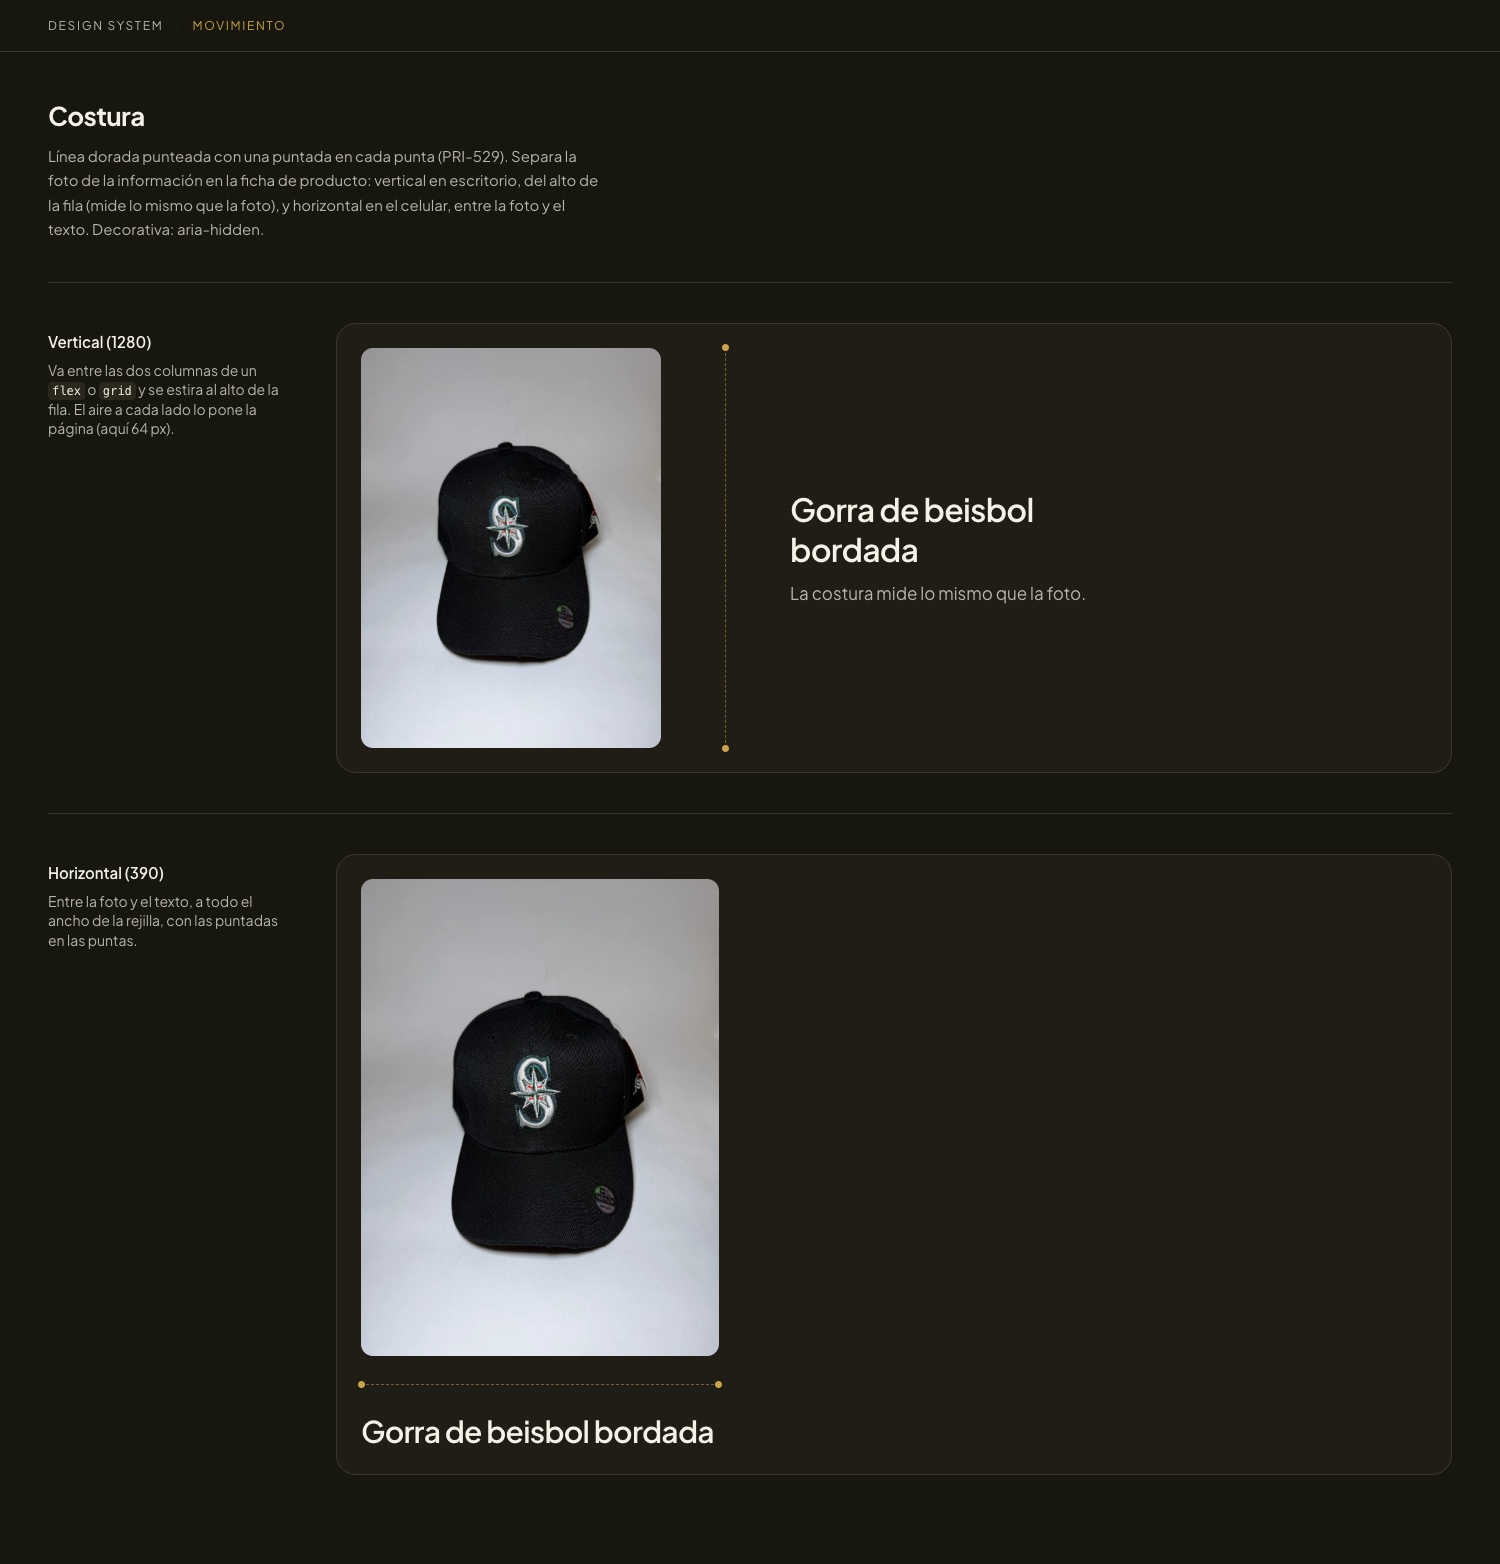 DESIGN SYSTEM · MOVIMIENTO
Costura
Línea dorada punteada con una puntada en cada punta (PRI-529). Separa la
foto de la información en la ficha de producto: vertical en escritorio, del alto de
la fila (mide lo mismo que la foto), y horizontal en el celular, entre la foto y el
texto. Decorativa: aria-hidden.
Vertical (1280)
Va entre las dos columnas de un
flex o grid y se estira al alto de la
fila. El aire a cada lado lo pone la
página (aquí 64 px).
S
Gorra de beisbol
bordada
La costura mide lo mismo que la foto.
Horizontal (390)
Entre la foto y el texto, a todo el
ancho de la rejilla, con las puntadas
en las puntas.
S
Gorra de beisbol bordada